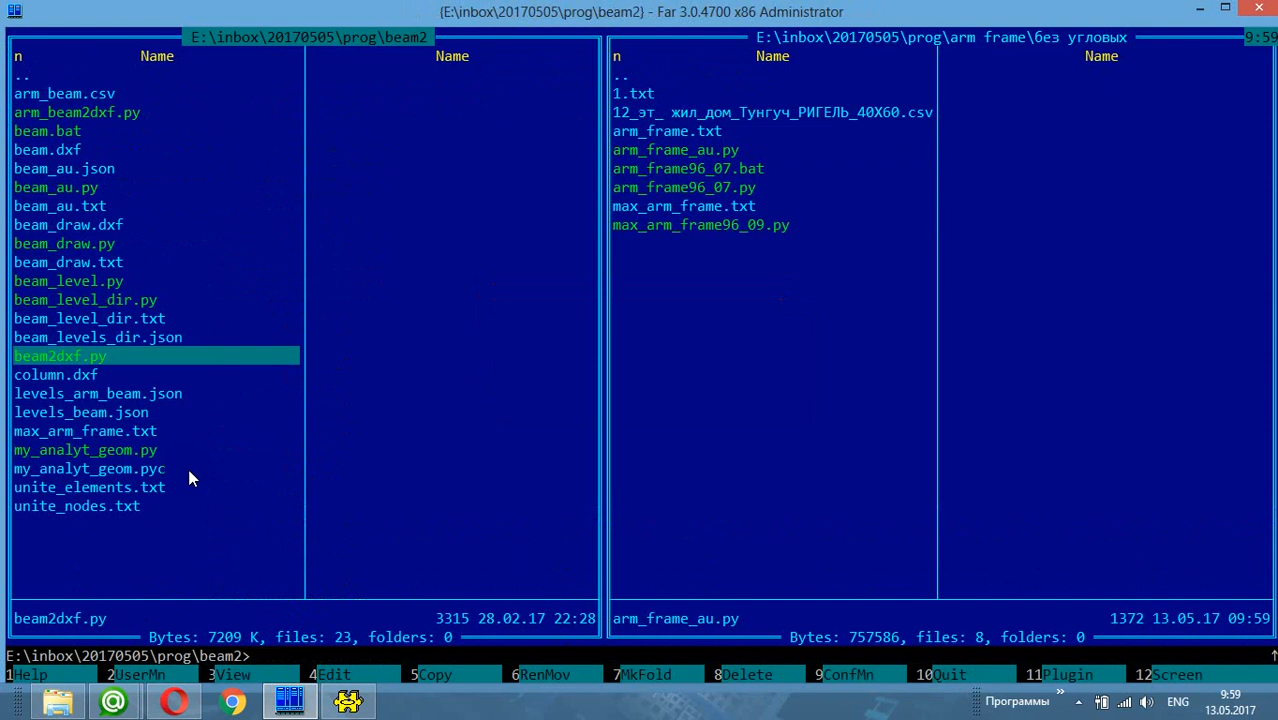 {E:\inbox\20170505\prog\beam2} - Far 3.0.4700 x86 Administrator
E:\inbox\20170505\prog\beam2
n Name Name
..
arm_beam.csv
arm_beam2dxf.py
beam.bat
beam.dxf
beam_au.json
beam_au.py
beam_au.txt
beam_draw.dxf
beam_draw.py
beam_draw.txt
beam_level.py
beam_level_dir.py
beam_level_dir.txt
beam_levels_dir.json
beam2dxf.py
column.dxf
levels_arm_beam.json
levels_beam.json
max_arm_frame.txt
my_analyt_geom.py
my_analyt_geom.pyc
unite_elements.txt
unite_nodes.txt
beam2dxf.py 3315 28.02.17 22:28
Bytes: 7209 K, files: 23, folders: 0
E:\inbox\20170505\prog\arm frame\без угловых 9:59
n Name Name
..
1.txt
12_эт_ жил_дом_Тунгуч_РИГЕЛЬ_40X60.csv
arm_frame.txt
arm_frame_au.py
arm_frame96_07.bat
arm_frame96_07.py
max_arm_frame.txt
max_arm_frame96_09.py
arm_frame_au.py 1372 13.05.17 09:59
Bytes: 757586, files: 8, folders: 0
E:\inbox\20170505\prog\beam2>
1Help 2UserMn 3View 4Edit 5Copy 6RenMov 7MkFold 8Delete 9ConfMn 10Quit 11Plugin 12Screen
Программы » ENG 9:59
13.05.2017